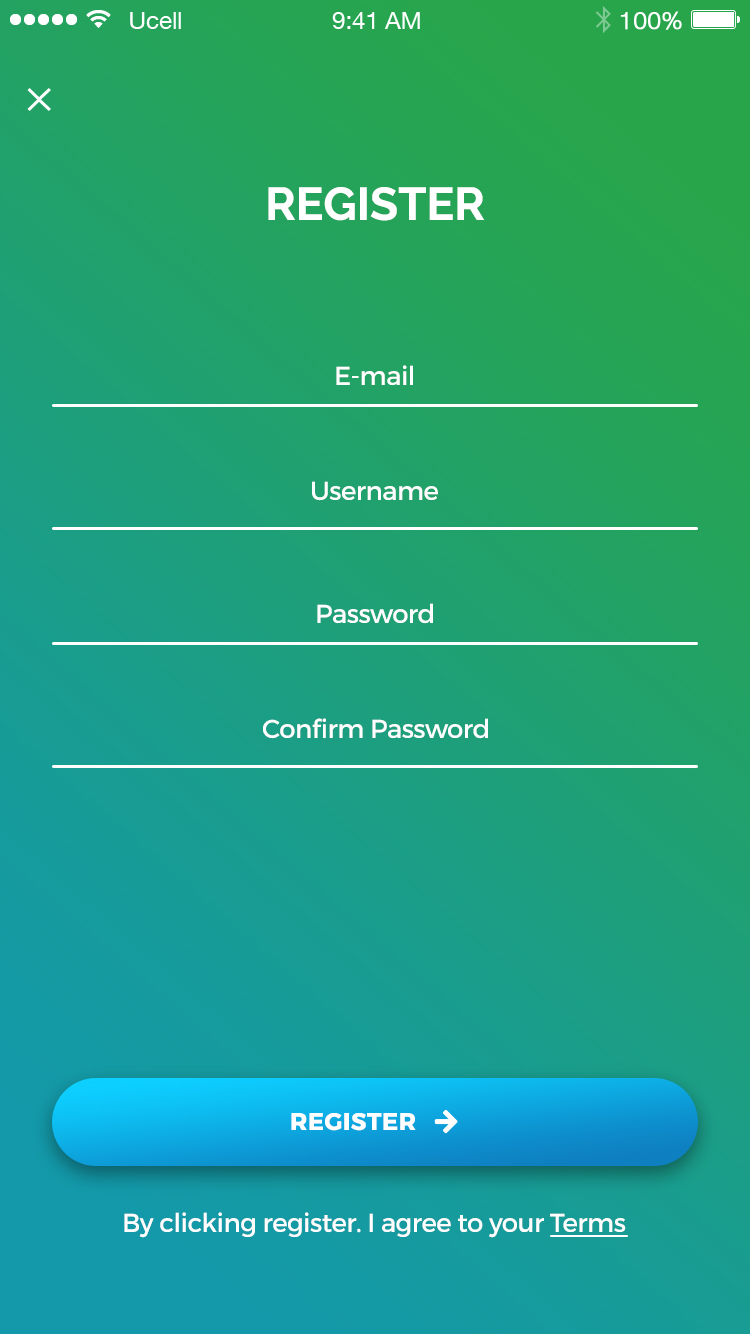 Ucell 9:41 AM 100%
REGISTER
E-mail
Username
Password
Confirm Password
REGISTER
By clicking register. I agree to your Terms